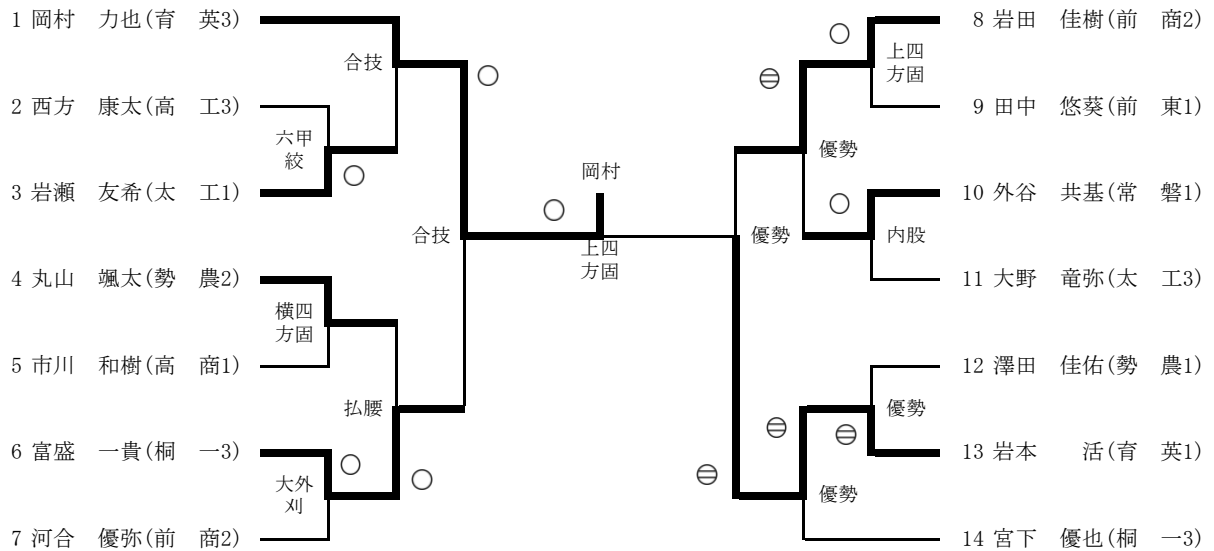 1 岡村　力也(育　英3)
2 西方　康太(高　工3)
3 岩瀬　友希(太　工1)
4 丸山　颯太(勢　農2)
5 市川　和樹(高　商1)
6 富盛　一貴(桐　一3)
7 河合　優弥(前　商2)
合技
六甲
絞
横四
方固
払腰
大外
刈
合技
岡村
上四
方固
優勢
優勢
上四
方固
内股
優勢
優勢
8 岩田　佳樹(前　商2)
9 田中　悠葵(前　東1)
10 外谷　共基(常　磐1)
11 大野　竜弥(太　工3)
12 澤田　佳佑(勢　農1)
13 岩本　　活(育　英1)
14 宮下　優也(桐　一3)